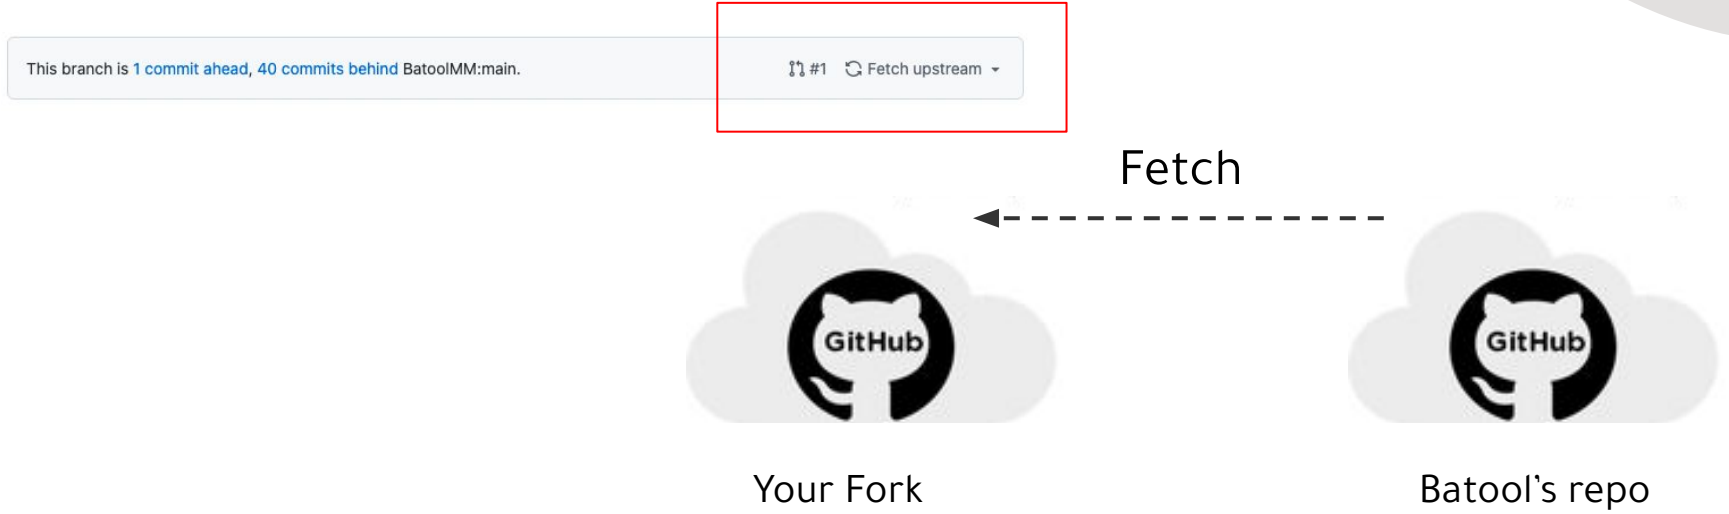 This branch is 1 commit ahead, 40 commits behind BatoolMM:main.
#1 Fetch upstream
Fetch
GitHub
GitHub
Your Fork
Batool's repo